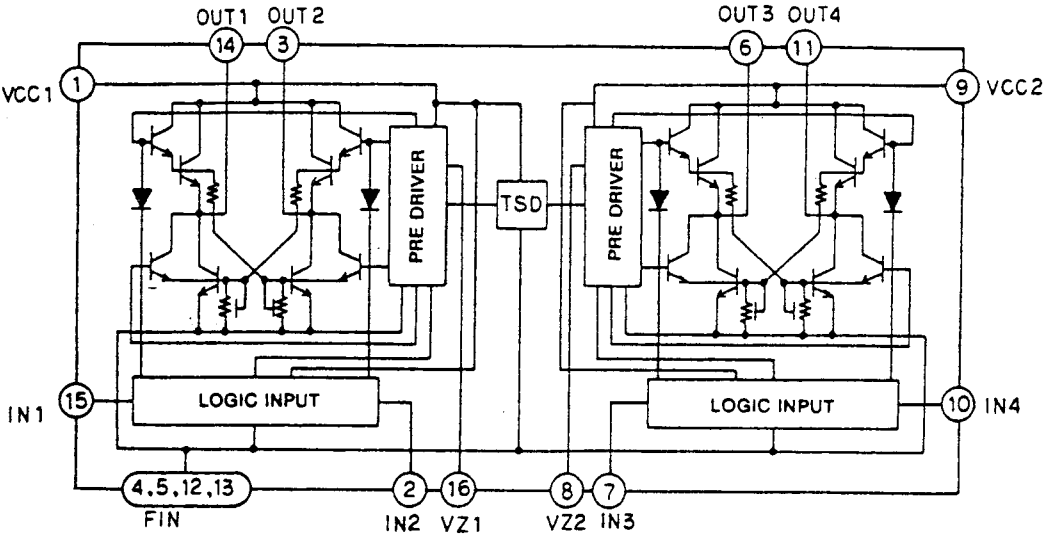 OUT1 OUT2 OUT3 OUT4
14 3 6 11
VCC1 1 9 VCC2
PRE DRIVER
TSD
PRE DRIVER
IN1 15 LOGIC INPUT LOGIC INPUT 10 IN4
4,5,12,13 2 16 8 7
FIN IN2 VZ1 VZ2 IN3